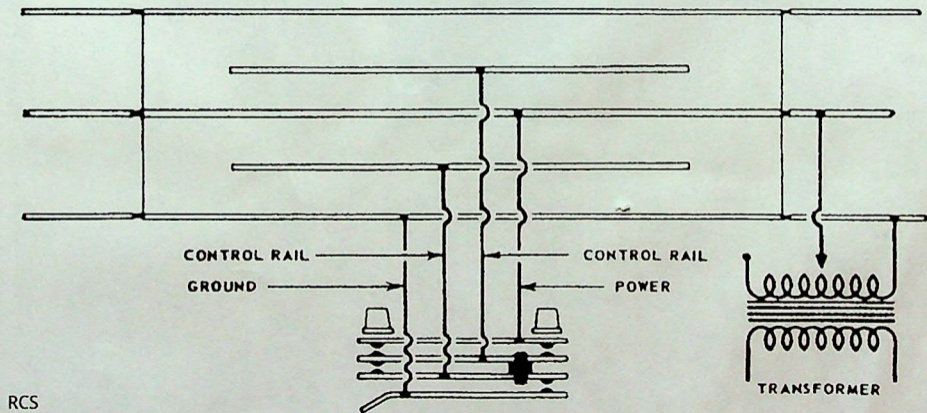 CONTROL RAIL
CONTROL RAIL
GROUND
POWER
TRANSFORMER
RCS